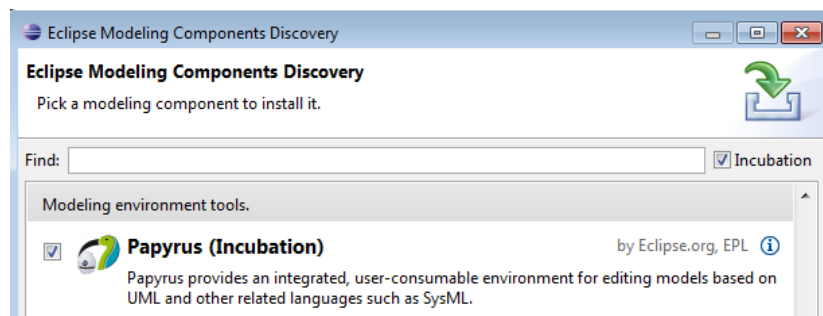 Eclipse Modeling Components Discovery
Eclipse Modeling Components Discovery
Pick a modeling component to install it.
Find:
Incubation
Modeling environment tools.
Papyrus (Incubation)
by Eclipse.org, EPL
Papyrus provides an integrated, user-consumable environment for editing models based on
UML and other related languages such as SysML.